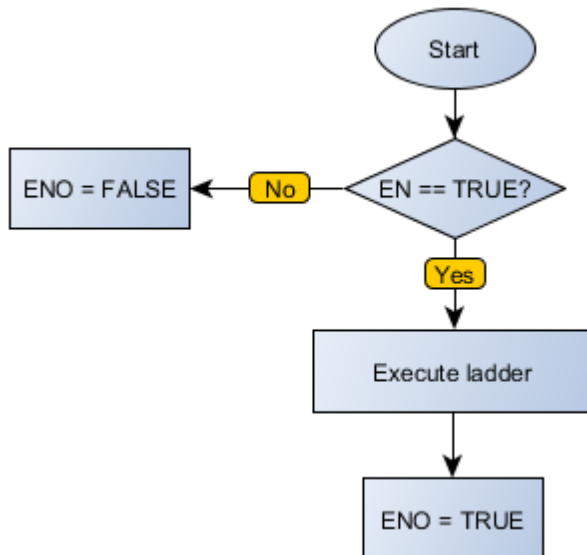 Start
EN == TRUE?
No
ENO = FALSE
Yes
Execute ladder
ENO = TRUE